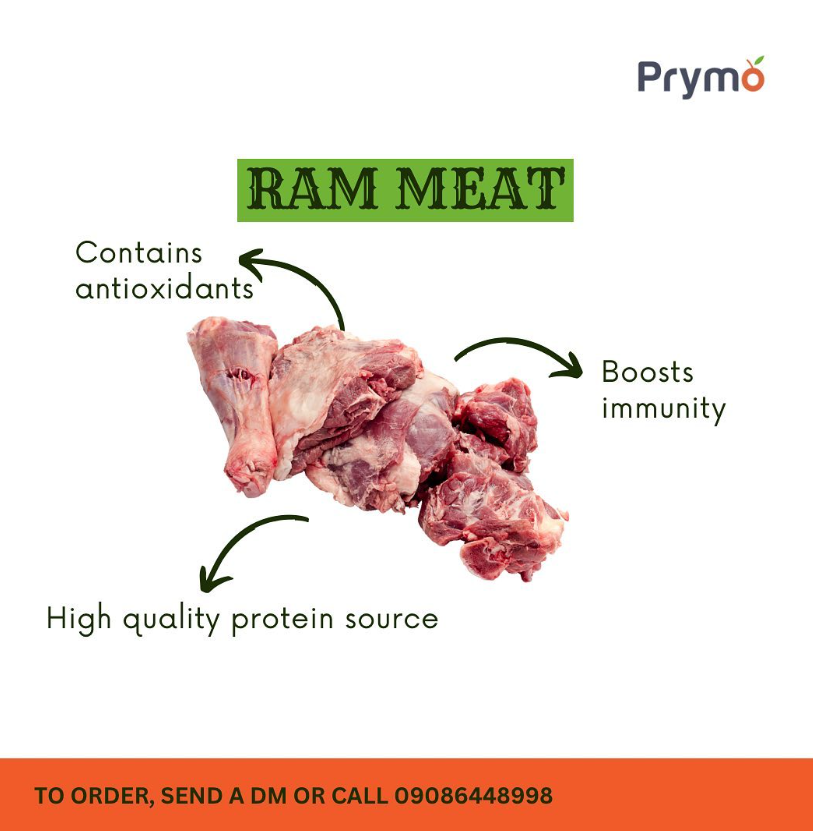 Prymo
RAM MEAT
Contains
antioxidants
Boosts
immunity
High quality protein source
TO ORDER, SEND A DM OR CALL 09086448998